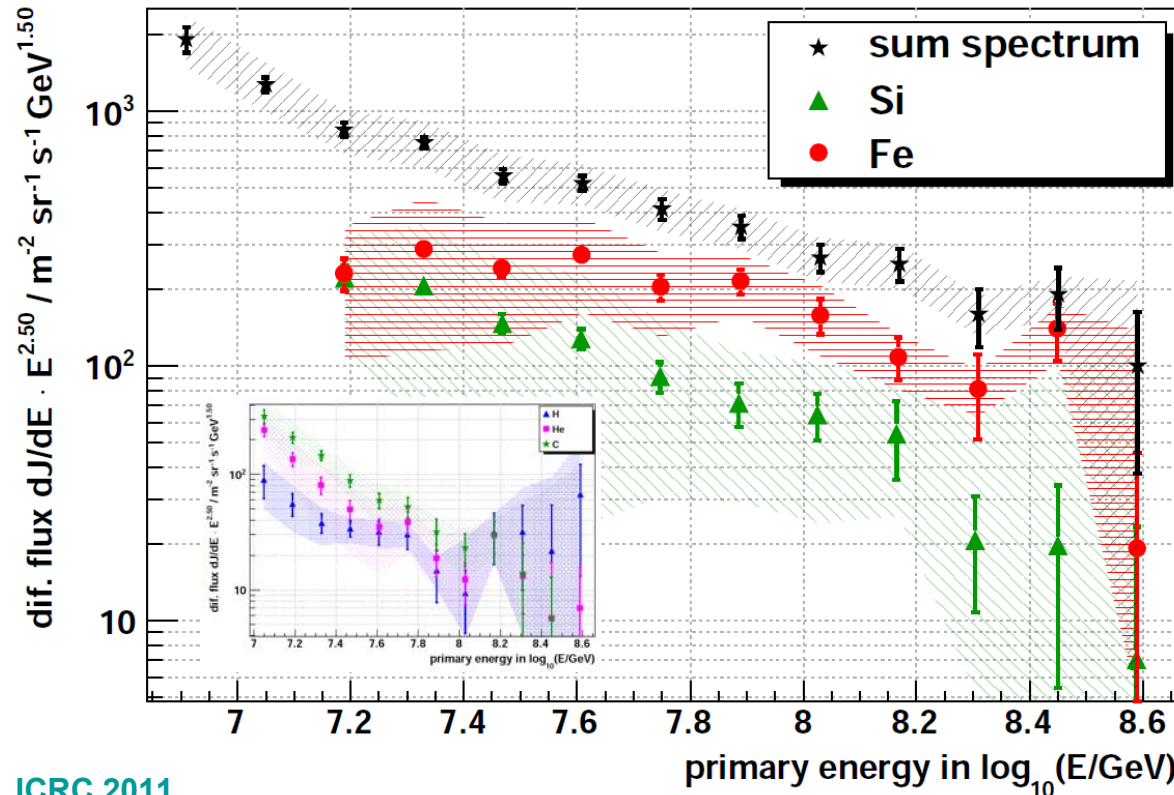 dif. flux dJ/dE · E^2.50 / m^-2 sr^-1 s^-1 GeV^1.50
10^3
10^2
10
sum spectrum
Si
Fe
dif. flux dJ/dE · E^2.50 / m^-2 sr^-1 s^-1 GeV^1.50
10^2
10
H
He
C
7 7.2 7.4 7.6 7.8 8 8.2 8.4 8.6
primary energy in log_10(E/GeV)
7 7.2 7.4 7.6 7.8 8 8.2 8.4 8.6
primary energy in log_10(E/GeV)
ICRC 2011